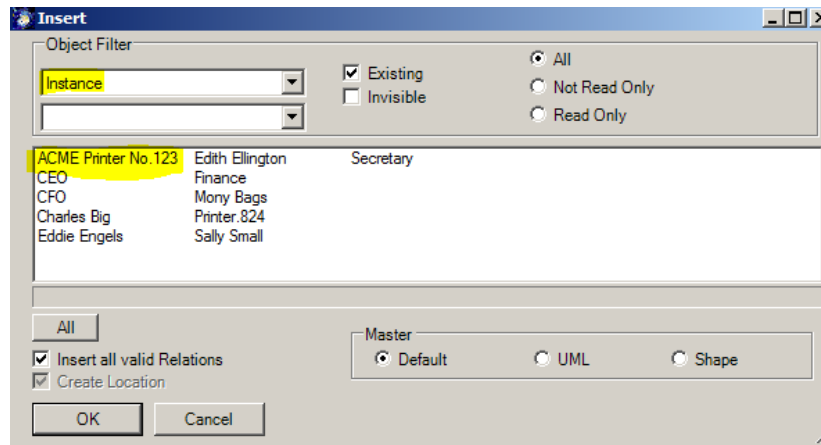 Insert
Object Filter
Instance
Existing
Invisible
All
Not Read Only
Read Only
ACME Printer No.123 Edith Ellington Secretary
CEO Finance
CFO Mony Bags
Charles Big Printer.824
Eddie Engels Sally Small
All
Insert all valid Relations
Create Location
Master
Default UML Shape
OK Cancel